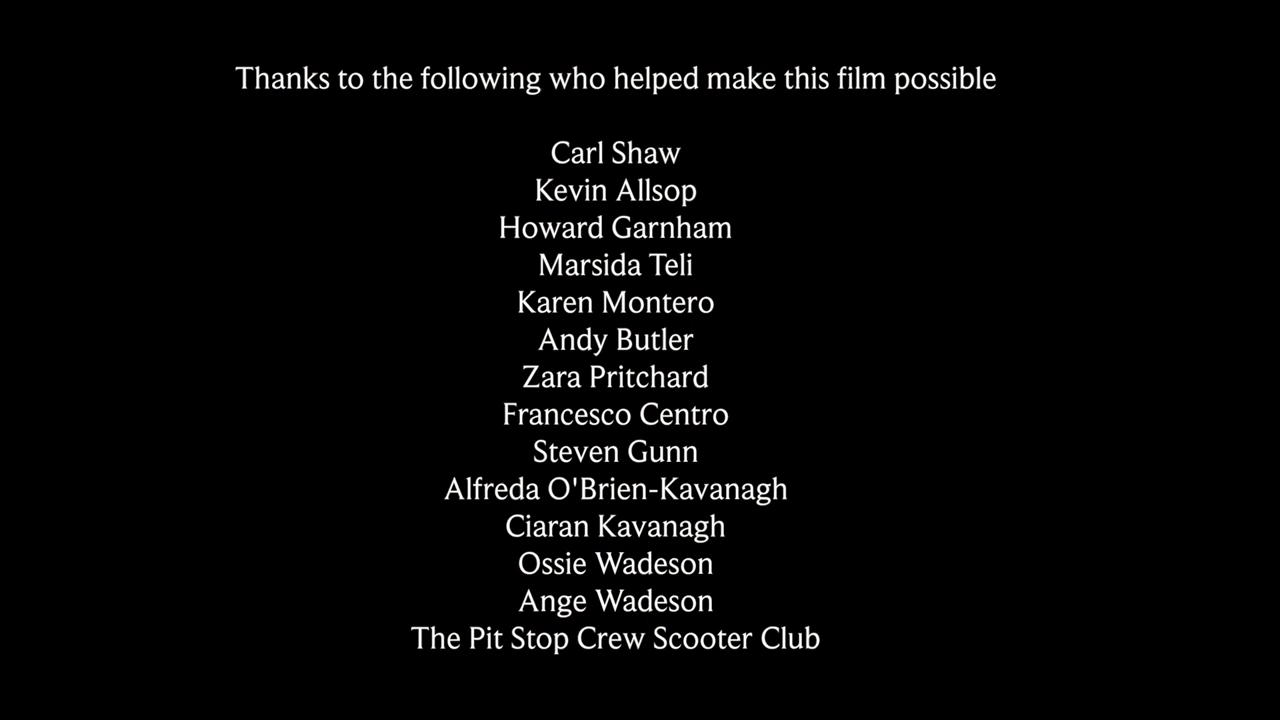 Thanks to the following who helped make this film possible
Carl Shaw
Kevin Allsop
Howard Garnham
Marsida Teli
Karen Montero
Andy Butler
Zara Pritchard
Francesco Centro
Steven Gunn
Alfreda O'Brien-Kavanagh
Ciaran Kavanagh
Ossie Wadeson
Ange Wadeson
The Pit Stop Crew Scooter Club